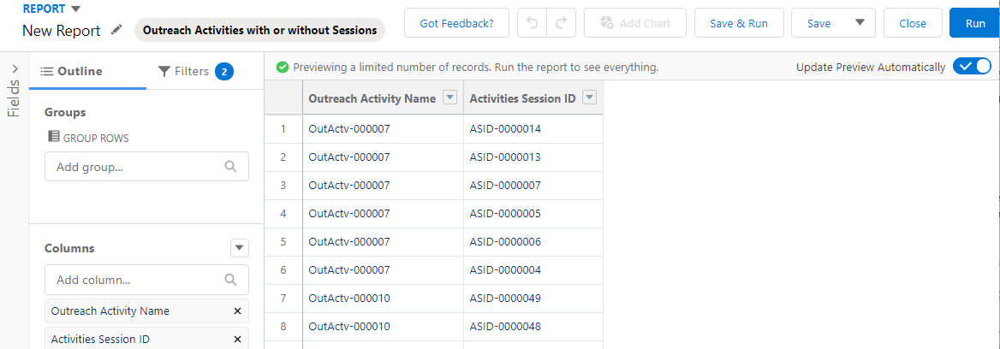 REPORT
New Report
Outreach Activities with or without Sessions
Got Feedback?
Add Chart
Save & Run
Save
Close
Run
Fields
Outline
Filters 2
Previewing a limited number of records. Run the report to see everything.
Update Preview Automatically
Groups
GROUP ROWS
Add group...
Columns
Add column...
Outreach Activity Name
Activities Session ID
Outreach Activity Name Activities Session ID
1 OutActv-000007 ASID-0000014
2 OutActv-000007 ASID-0000013
3 OutActv-000007 ASID-0000007
4 OutActv-000007 ASID-0000005
5 OutActv-000007 ASID-0000006
6 OutActv-000007 ASID-0000004
7 OutActv-000010 ASID-0000049
8 OutActv-000010 ASID-0000048